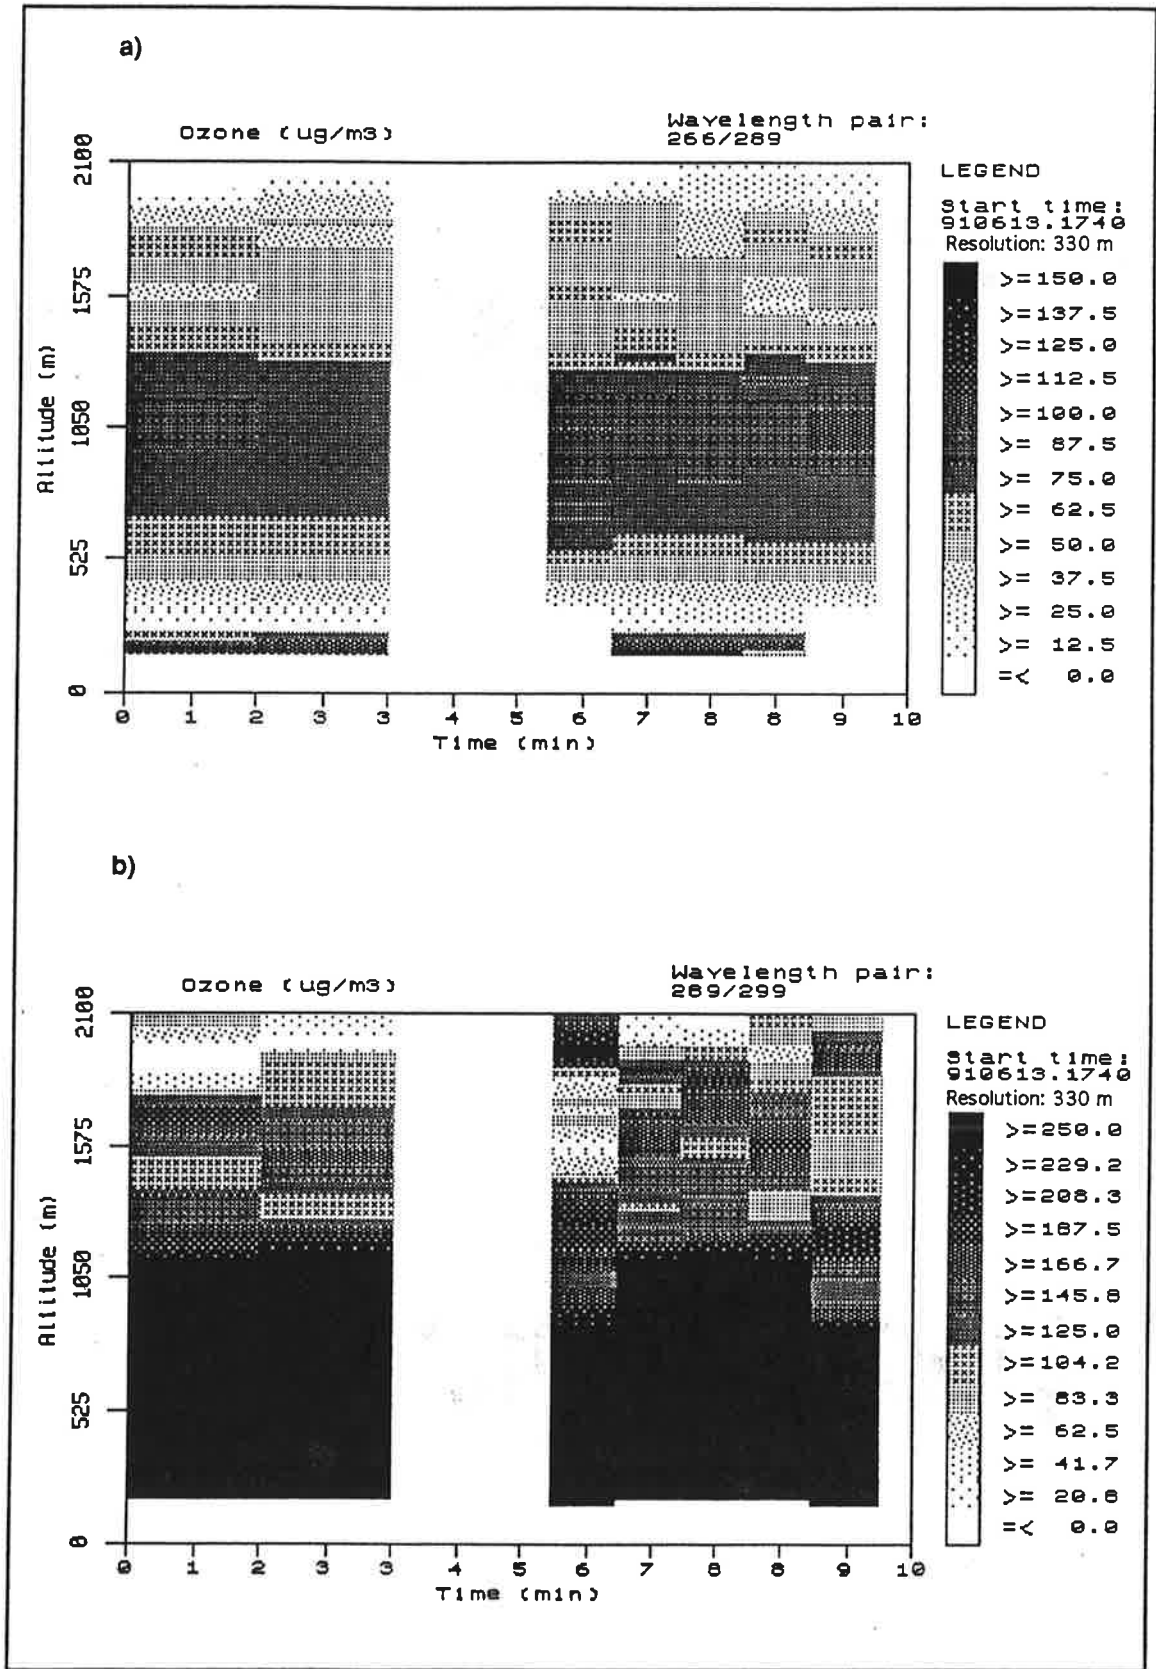 a)
Ozone (ug/m3)
Wavelength pair:
266/289
LEGEND
Start time:
910613.1740
Resolution: 330 m
>=150.0
>=137.5
>=125.0
>=112.5
>=100.0
>= 87.5
>= 75.0
>= 62.5
>= 50.0
>= 37.5
>= 25.0
>= 12.5
=< 0.0
2100
1575
1050
525
0
Altitude (m)
0 1 2 3 3 4 5 6 7 8 8 9 10
Time (min)
b)
Ozone (ug/m3)
Wavelength pair:
289/299
LEGEND
Start time:
910613.1740
Resolution: 330 m
>=250.0
>=229.2
>=208.3
>=187.5
>=166.7
>=145.8
>=125.0
>=104.2
>= 83.3
>= 62.5
>= 41.7
>= 20.8
=< 0.0
2100
1575
1050
525
0
Altitude (m)
0 1 2 3 3 4 5 6 7 8 8 9 10
Time (min)